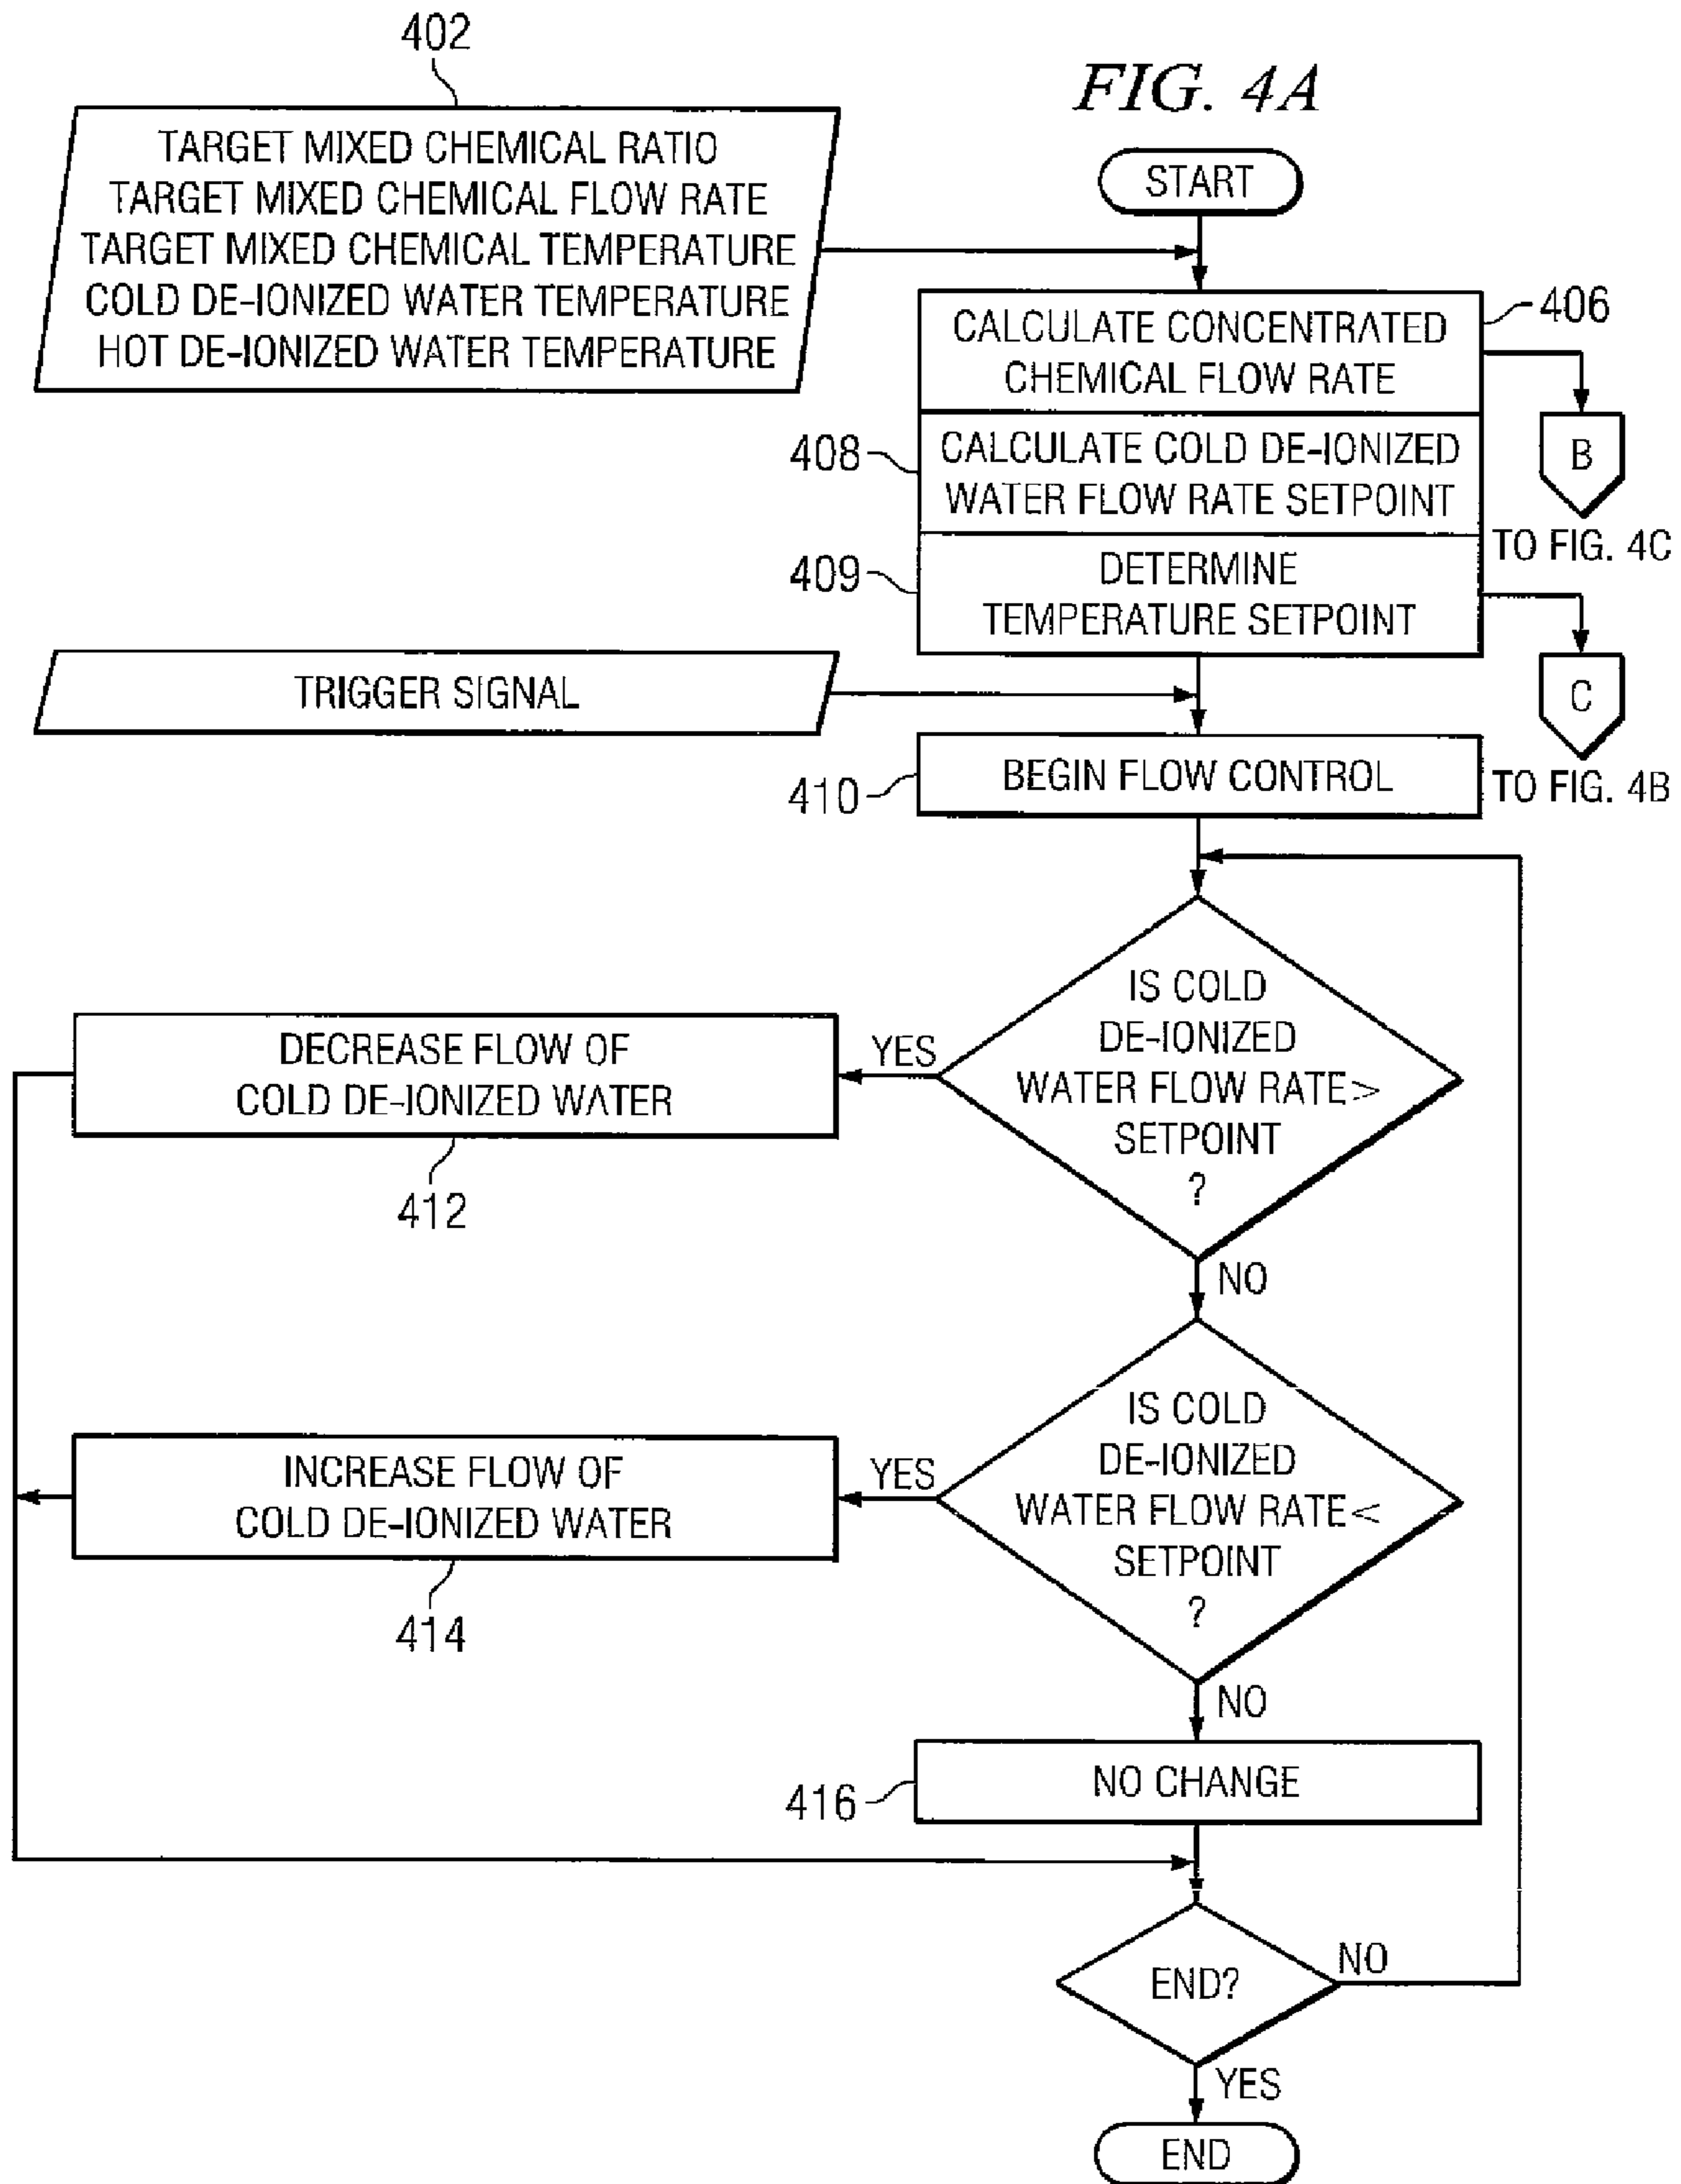 402
FIG. 4A
TARGET MIXED CHEMICAL RATIO
TARGET MIXED CHEMICAL FLOW RATE
TARGET MIXED CHEMICAL TEMPERATURE
COLD DE-IONIZED WATER TEMPERATURE
HOT DE-IONIZED WATER TEMPERATURE
START
406
CALCULATE CONCENTRATED
CHEMICAL FLOW RATE
B
TO FIG. 4C
408
CALCULATE COLD DE-IONIZED
WATER FLOW RATE SETPOINT
409
DETERMINE
TEMPERATURE SETPOINT
C
TO FIG. 4B
TRIGGER SIGNAL
410
BEGIN FLOW CONTROL
IS COLD
DE-IONIZED
WATER FLOW RATE>
SETPOINT
?
YES
DECREASE FLOW OF
COLD DE-IONIZED WATER
412
NO
IS COLD
DE-IONIZED
WATER FLOW RATE<
SETPOINT
?
YES
INCREASE FLOW OF
COLD DE-IONIZED WATER
414
NO
416
NO CHANGE
END?
NO
YES
END